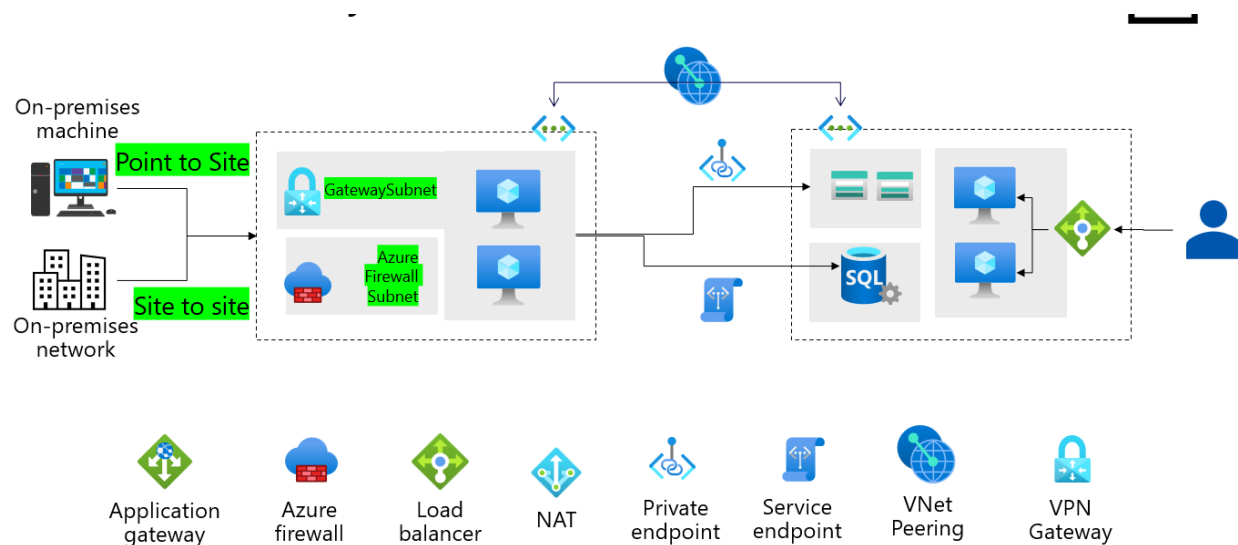 On-premises
machine
Point to Site
GatewaySubnet
Azure
Firewall
Subnet
SQL
Site to site
On-premises
network
Application
gateway
Azure
firewall
Load
balancer
NAT
Private
endpoint
Service
endpoint
VNet
Peering
VPN
Gateway